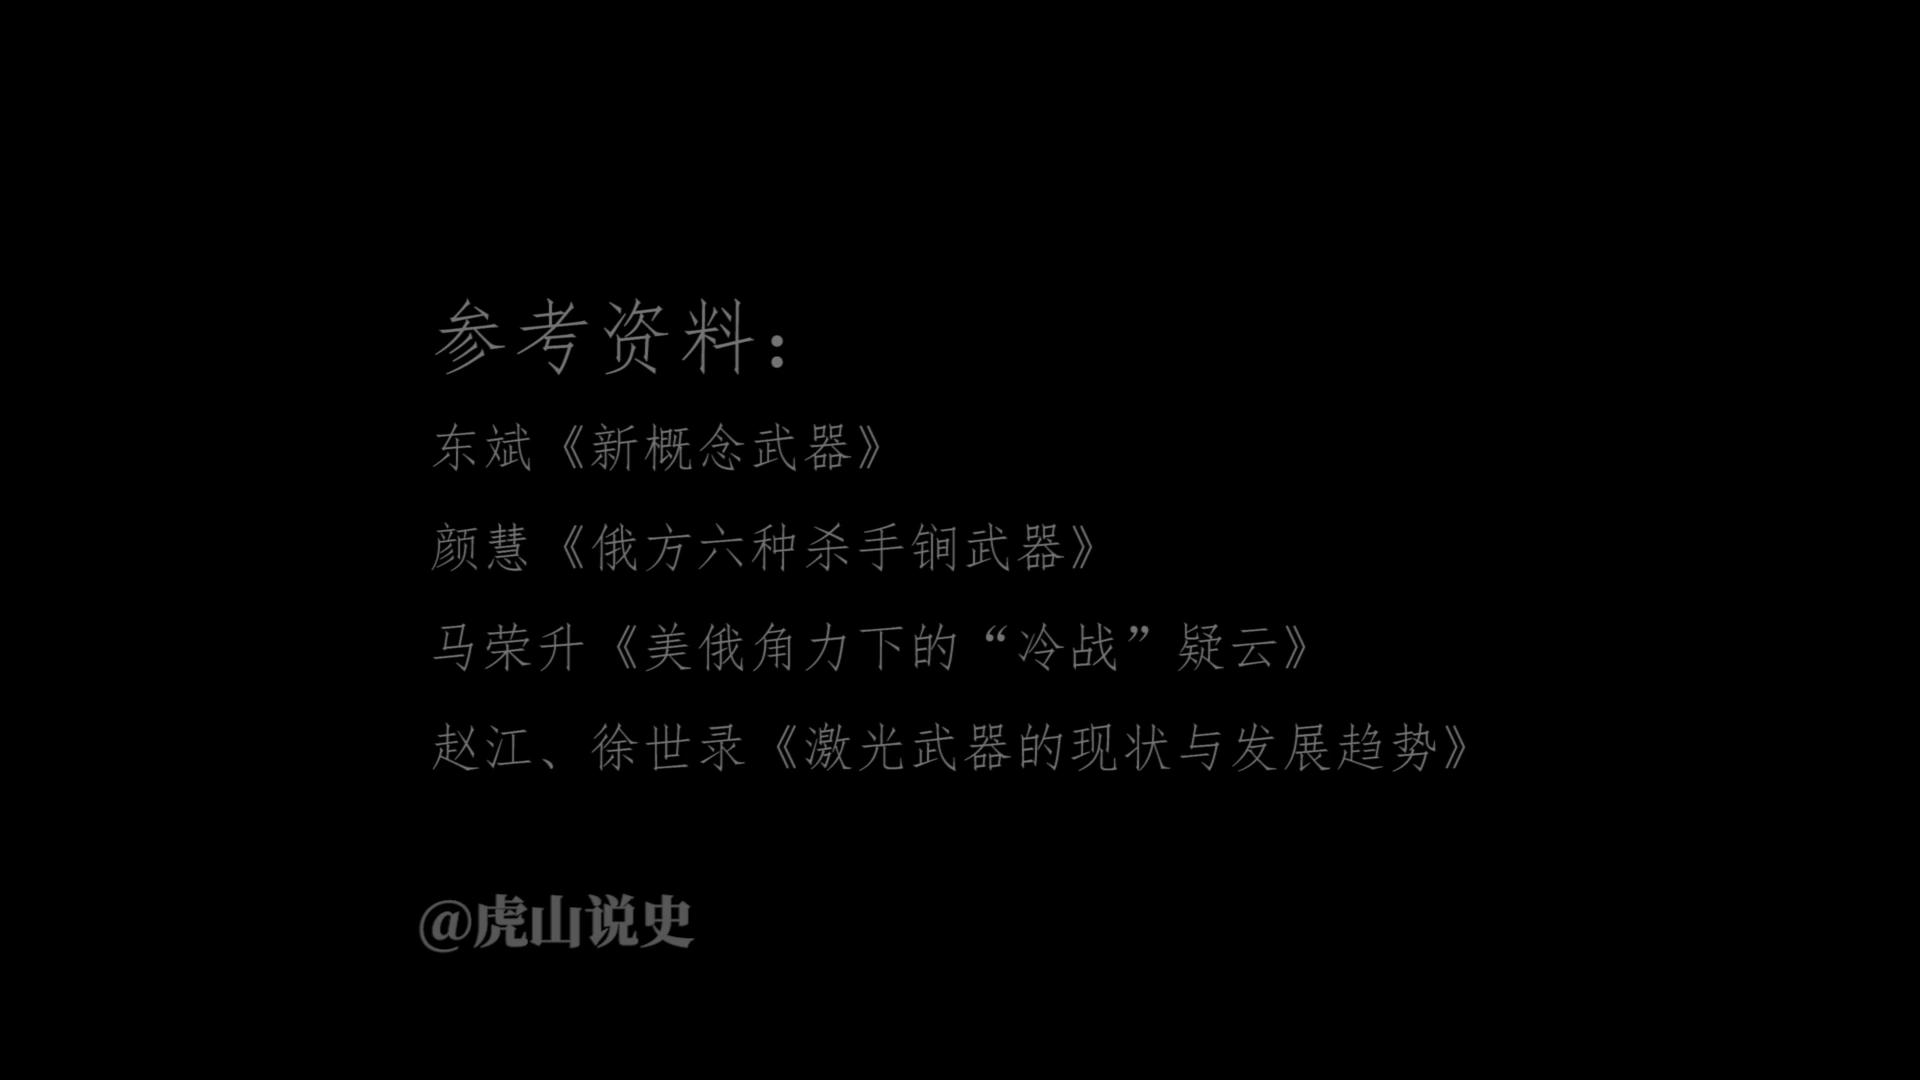 参考资料：
东斌《新概念武器》
颜慧《俄方六种杀手锏武器》
马荣升《美俄角力下的“冷战”疑云》
赵江、徐世录《激光武器的现状与发展趋势》
@虎山说史